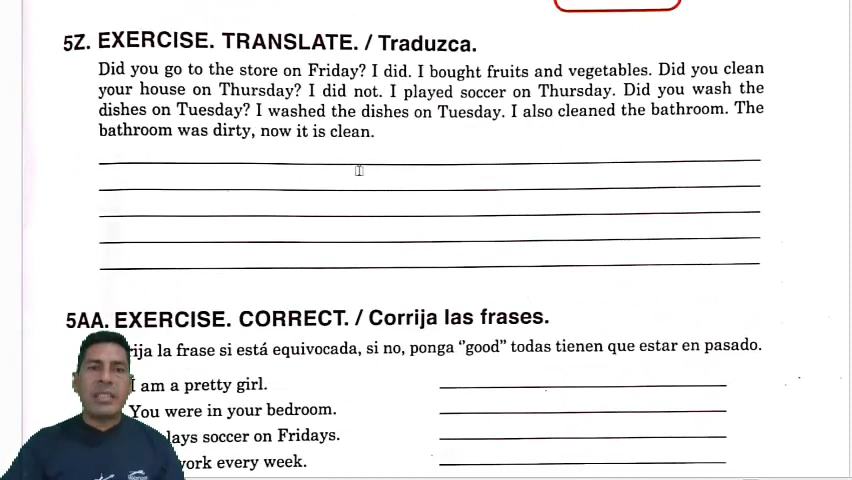 5Z. EXERCISE. TRANSLATE. / Traduzca.
Did you go to the store on Friday? I did. I bought fruits and vegetables. Did you clean
your house on Thursday? I did not. I played soccer on Thursday. Did you wash the
dishes on Tuesday? I washed the dishes on Tuesday. I also cleaned the bathroom. The
bathroom was dirty, now it is clean.
5AA. EXERCISE. CORRECT. / Corrija las frases.
rija la frase si está equivocada, si no, ponga "good" todas tienen que estar en pasado.
I am a pretty girl.
You were in your bedroom.
lays soccer on Fridays.
work every week.